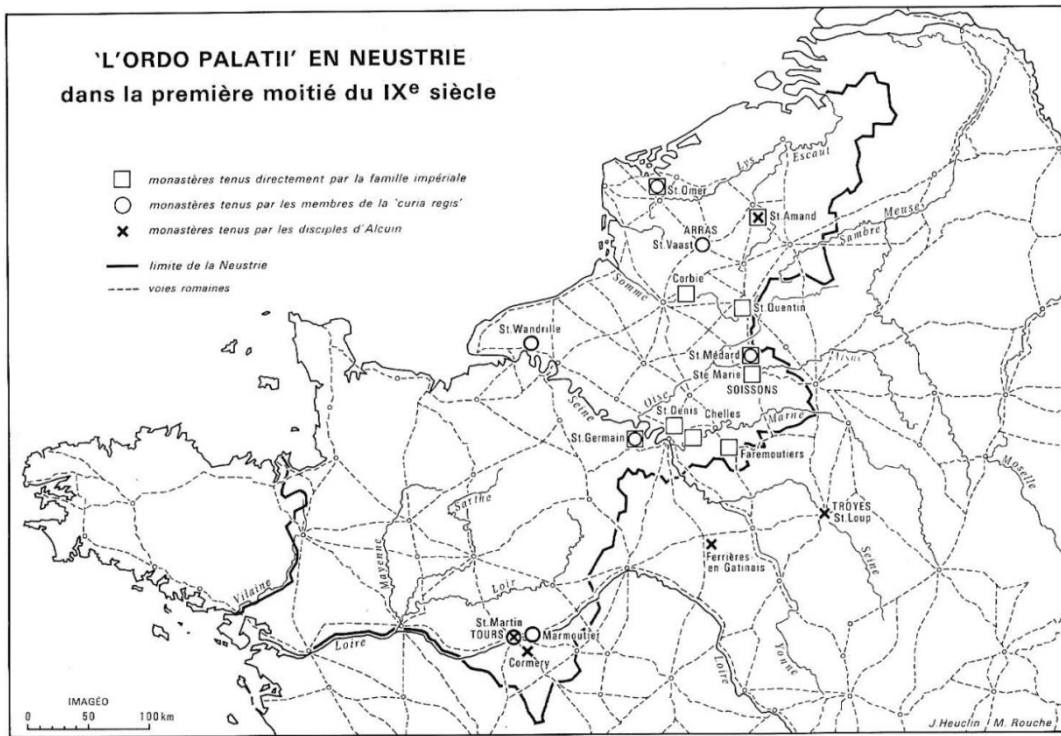 'L'ORDO PALATII' EN NEUSTRIE
dans la première moitié du IXe siècle
monastères tenus directement par la famille impériale
monastères tenus par les membres de la 'curia regis'
monastères tenus par les disciples d'Alcuin
limite de la Neustrie
voies romaines
Lys
Escaut
St. Omer
St. Amand
Meuse
Sambre
ARRAS
St. Vaast
Somme
Corbie
St. Quentin
St. Wandrille
St. Médard
Aisne
Ste Marie
SOISSONS
Oise
Seine
St. Denis
Chelles
Marne
St. Germain
Faremoutiers
Moselle
Sarthe
TROYES
St. Loup
Mayenne
Ferrières
en Gatinais
Seine
Vilaine
Loir
St. Martin
TOURS
Marmoutier
Loire
Cormery
Loire
Yonne
IMAGÉO
0 50 100 km
J. Heuclin / M. Rouche